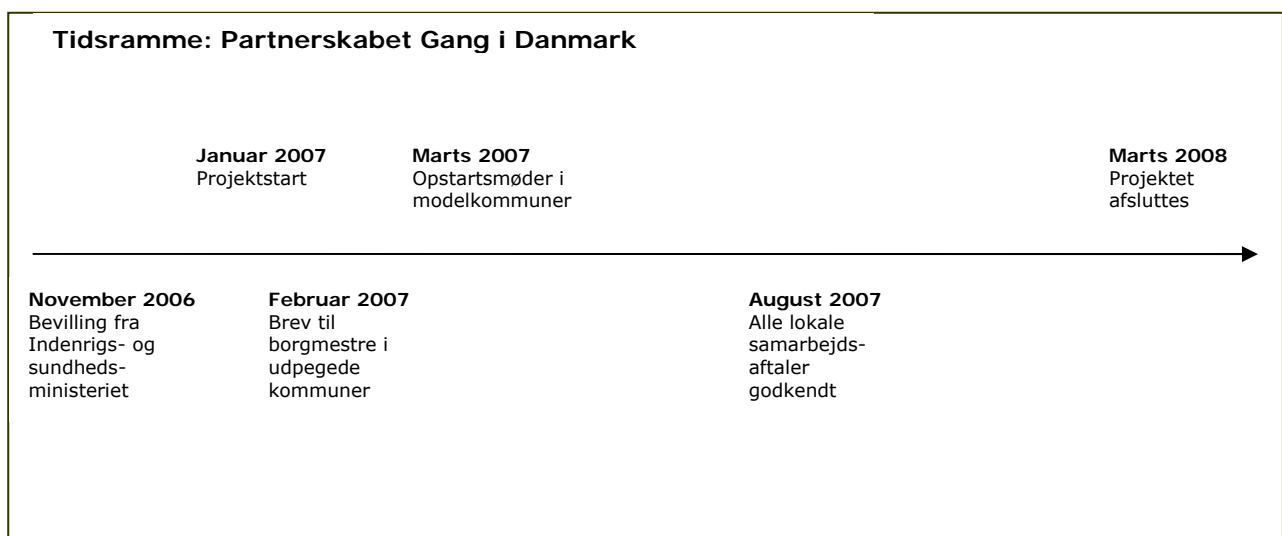 Tidsramme: Partnerskabet Gang i Danmark
Januar 2007
Projektstart
Marts 2007
Opstartsmøder i
modelkommuner
Marts 2008
Projektet
afsluttes
November 2006
Bevilling fra
Indenrigs- og
sundheds-
ministeriet
Februar 2007
Brev til
borgmestre i
udpegede
kommuner
August 2007
Alle lokale
samarbejds-
aftaler
godkendt